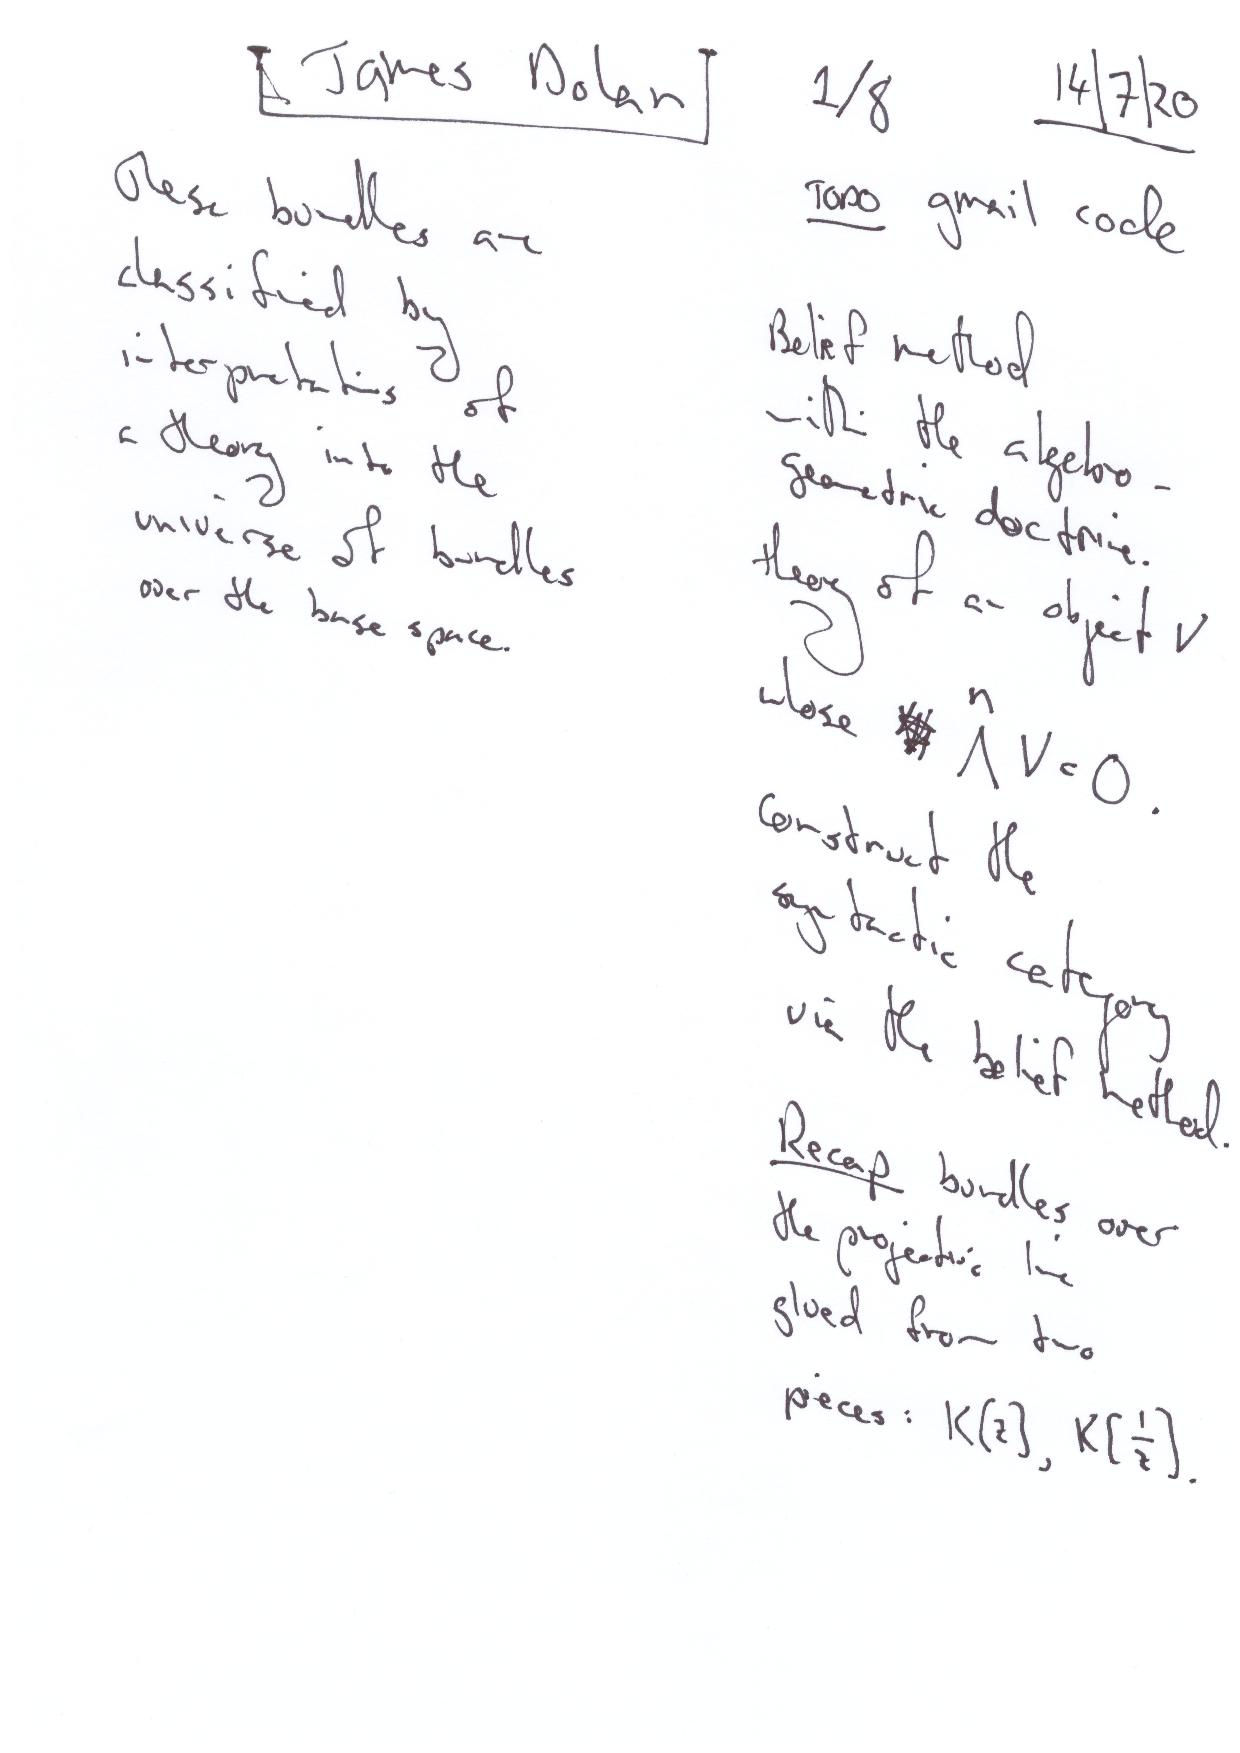 James Dolan
1/8
14/7/20
These bundles are
classified by
interpretations of
a theory into the
universe of bundles
over the base space.
TODO gmail code
Belief method
with the algebro-
geometric doctrine.
theory of an object V
whose Λⁿ V = 0.
Construct the
syntactic category
via the belief method.
Recap bundles over
the projective line
glued from two
pieces: K[z], K[1/z].